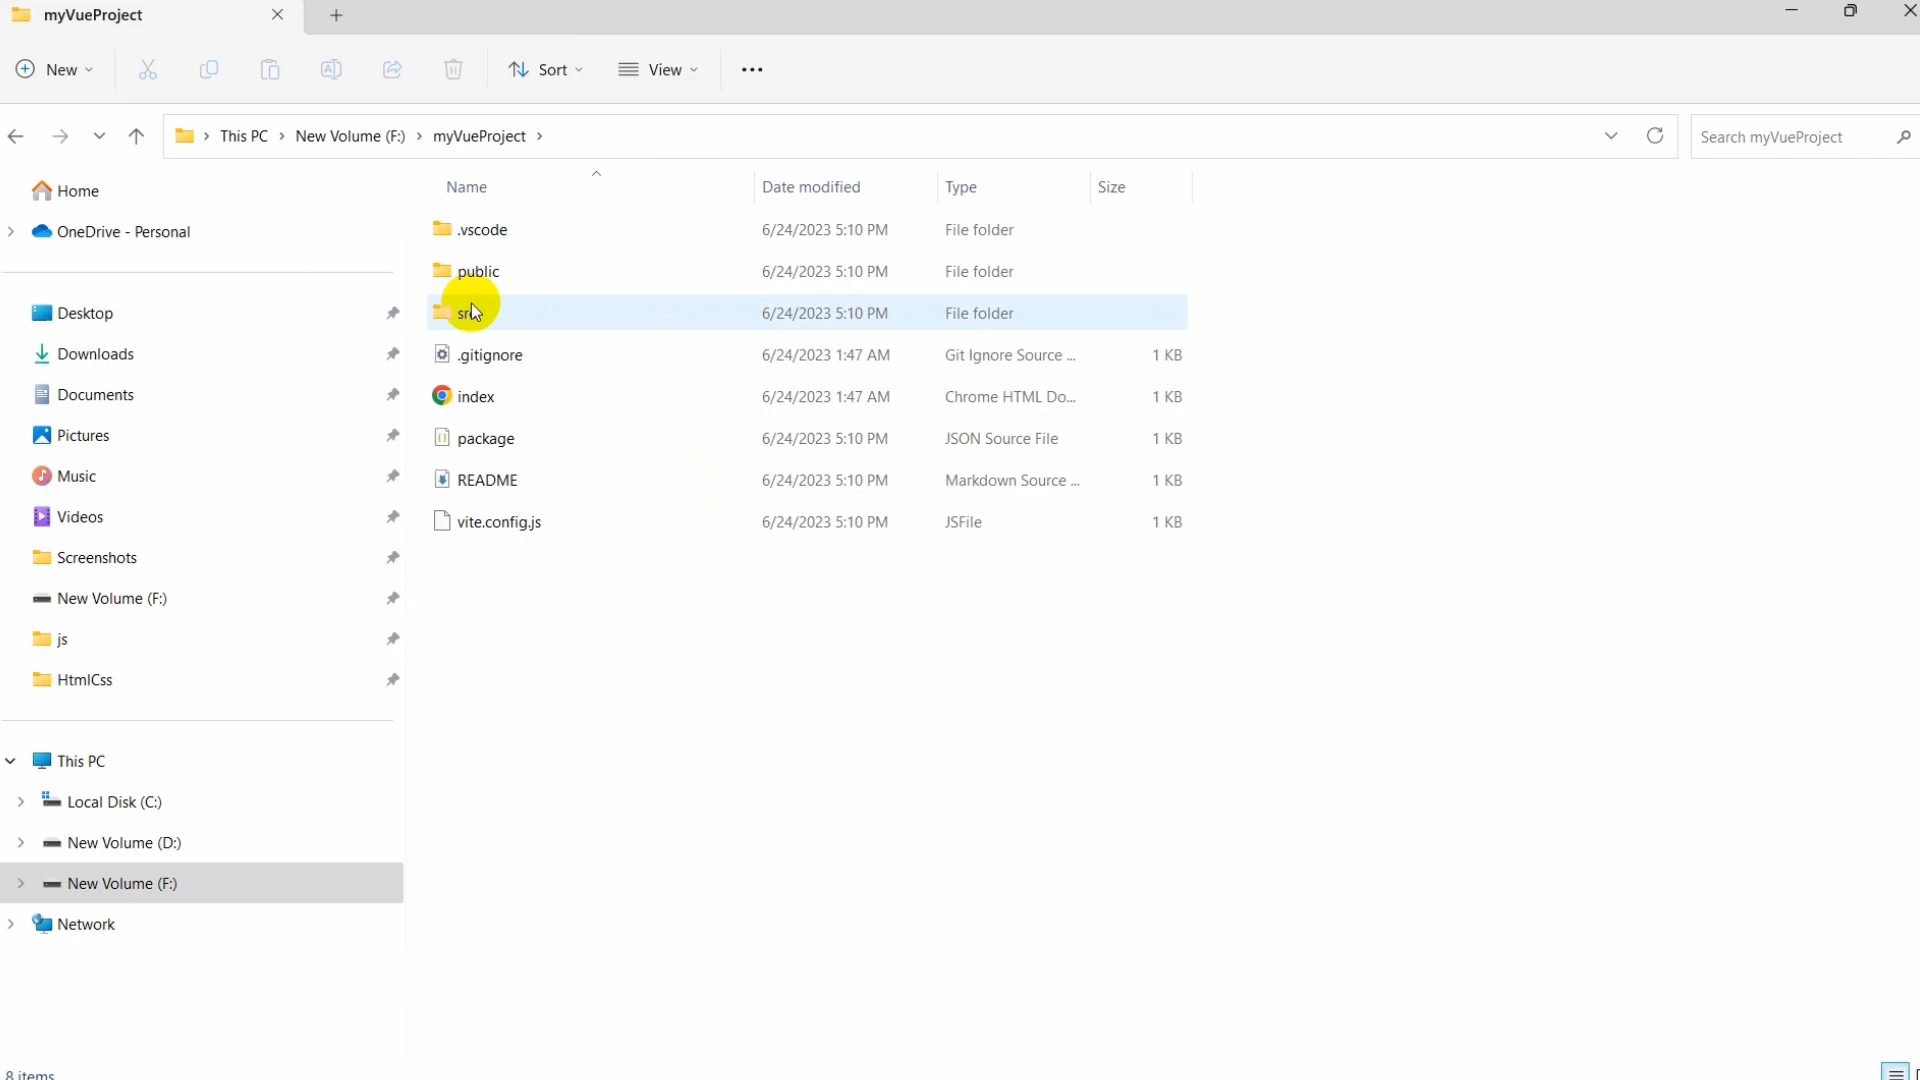 myVueProject
New Sort View
This PC New Volume (F:) myVueProject Search myVueProject
Name Date modified Type Size
Home
OneDrive - Personal
Desktop
Downloads
Documents
Pictures
Music
Videos
Screenshots
New Volume (F:)
js
HtmlCss
This PC
Local Disk (C:)
New Volume (D:)
New Volume (F:)
Network
.vscode 6/24/2023 5:10 PM File folder
public 6/24/2023 5:10 PM File folder
6/24/2023 5:10 PM File folder
.gitignore 6/24/2023 1:47 AM Git Ignore Source ... 1 KB
index 6/24/2023 1:47 AM Chrome HTML Do... 1 KB
package 6/24/2023 5:10 PM JSON Source File 1 KB
README 6/24/2023 5:10 PM Markdown Source ... 1 KB
vite.config.js 6/24/2023 5:10 PM JSFile 1 KB
8 items